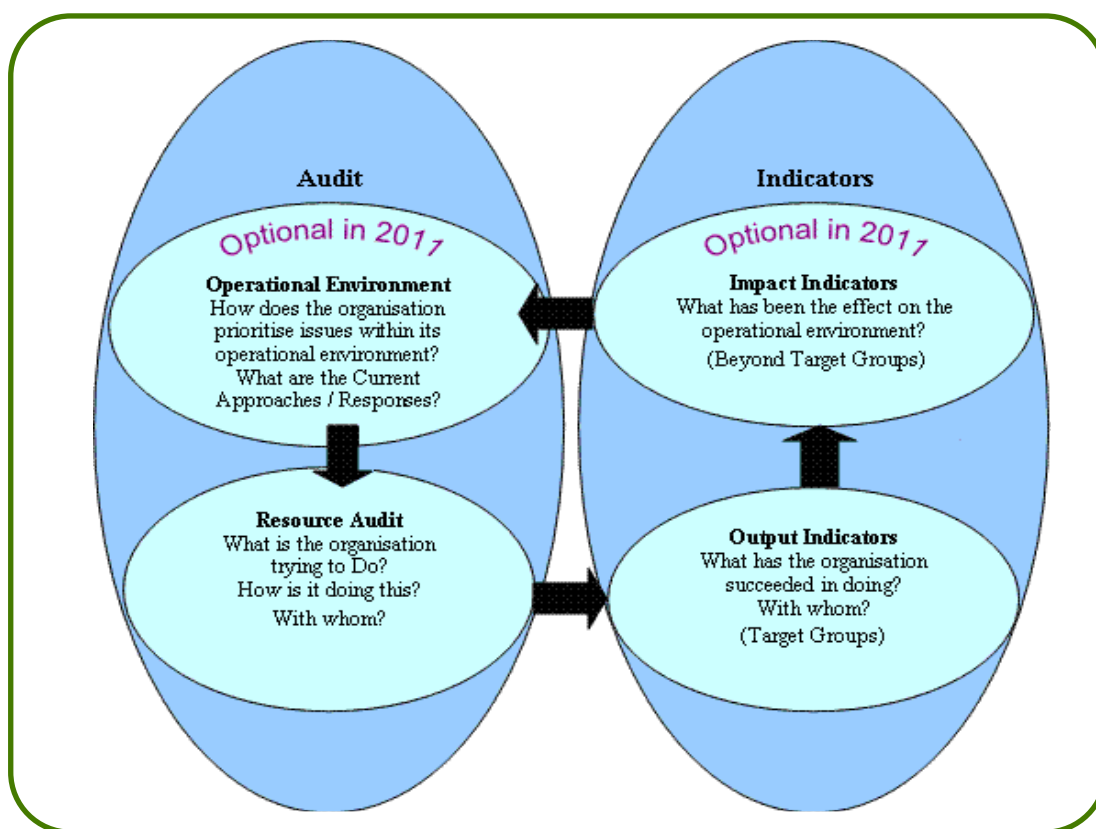 Audit
Optional in 2011
Operational Environment
How does the organisation
prioritise issues within its
operational environment?
What are the Current
Approaches / Responses?
Resource Audit
What is the organisation
trying to Do?
How is it doing this?
With whom?
Indicators
Optional in 2011
Impact Indicators
What has been the effect on the
operational environment?
(Beyond Target Groups)
Output Indicators
What has the organisation
succeeded in doing?
With whom?
(Target Groups)